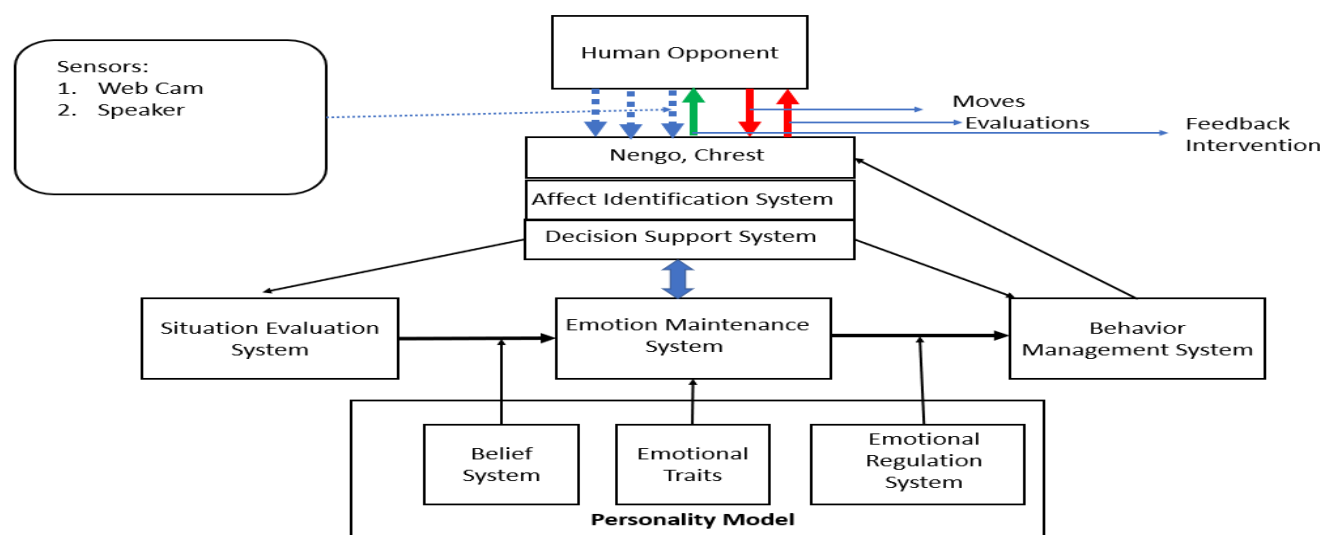 Human Opponent
Sensors:
1. Web Cam
2. Speaker
Moves
Evaluations
Feedback
Intervention
Nengo, Chrest
Affect Identification System
Decision Support System
Situation Evaluation
System
Emotion Maintenance
System
Behavior
Management System
Belief
System
Emotional
Traits
Emotional
Regulation
System
Personality Model